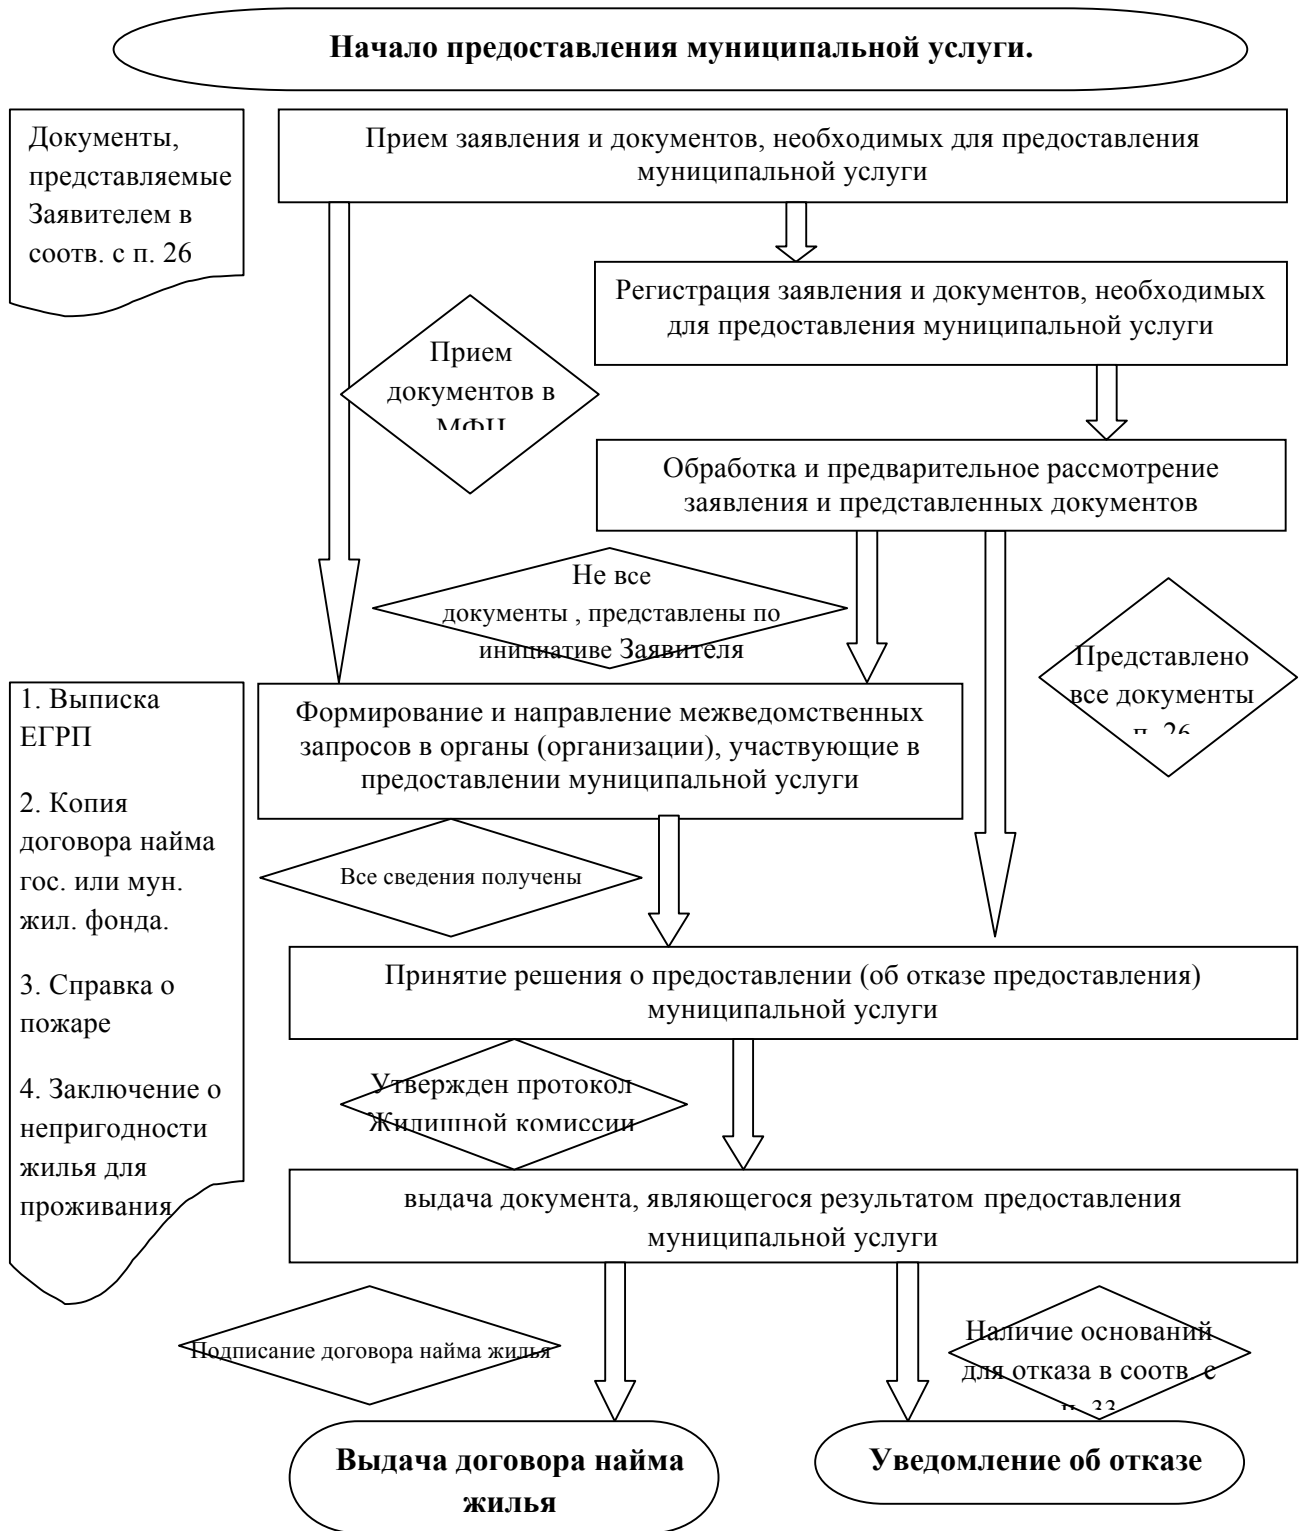 Начало предоставления муниципальной услуги.
Документы,
представляемые
Заявителем в
соотв. с п. 26
Прием заявления и документов, необходимых для предоставления
муниципальной услуги
Регистрация заявления и документов, необходимых
для предоставления муниципальной услуги
Прием
документов в
МФЦ
Обработка и предварительное рассмотрение
заявления и представленных документов
Не все
документы , представлены по
инициативе Заявителя
Представлено
все документы
п. 26
1. Выписка
ЕГРП
2. Копия
договора найма
гос. или мун.
жил. фонда.
3. Справка о
пожаре
4. Заключение о
непригодности
жилья для
проживания
Формирование и направление межведомственных
запросов в органы (организации), участвующие в
предоставлении муниципальной услуги
Все сведения получены
Принятие решения о предоставлении (об отказе предоставления)
муниципальной услуги
Утвержден протокол
Жилищной комиссии
выдача документа, являющегося результатом предоставления
муниципальной услуги
Подписание договора найма жилья
Наличие оснований
для отказа в соотв. с
п. 33
Выдача договора найма
жилья
Уведомление об отказе